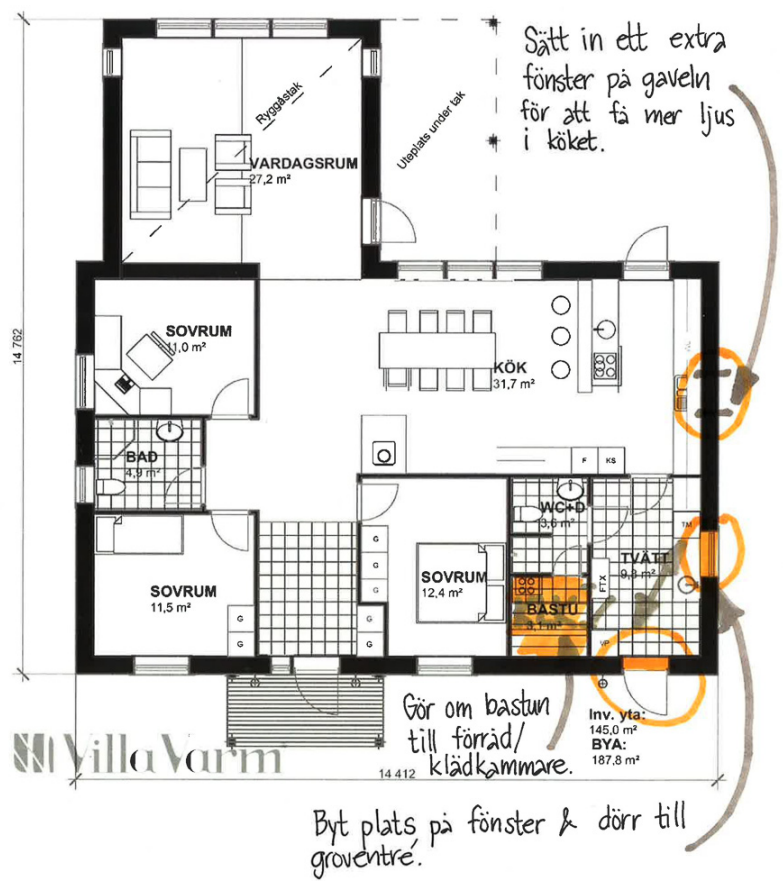 Sätt in ett extra
fönster på gaveln
för att få mer ljus
i köket.
Ryggåstak
Uteplats under tak
VARDAGSRUM
27,2 m²
14 762
SOVRUM
11,0 m²
KÖK
31,7 m²
BAD
4,9 m²
F
KS
WC+D
3,6 m²
TM
G
G
G
SOVRUM
11,5 m²
SOVRUM
12,4 m²
TVÄTT
9,3 m²
FTX
BASTU
3,1 m²
G
G
G
G
VP
Gör om bastun
till förråd/
klädkammare.
Inv. yta:
145,0 m²
BYA:
187,8 m²
VillaVarm
14 412
Byt plats på fönster & dörr till
groventré.